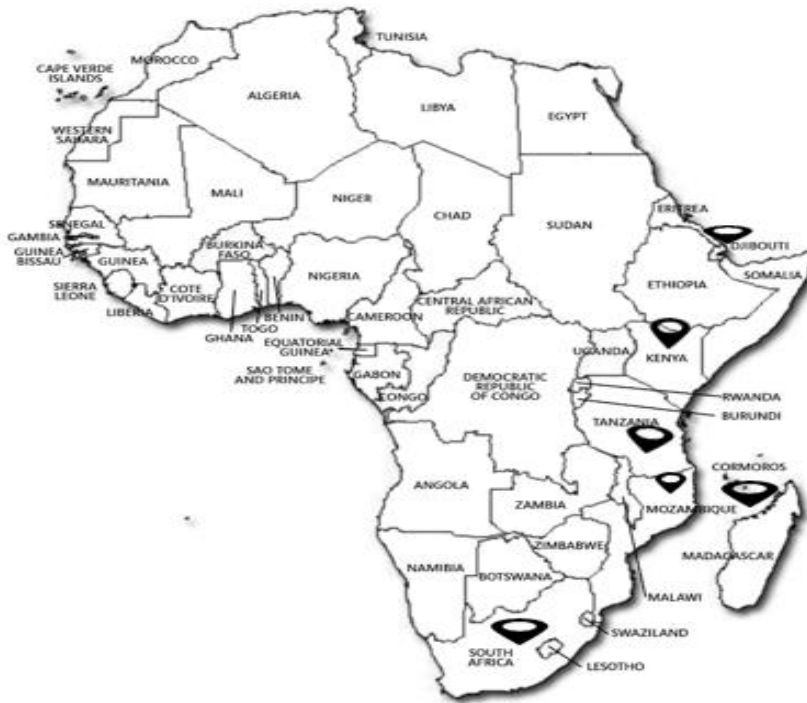 TUNISIA
MOROCCO
CAPE VERDE
ISLANDS
ALGERIA
LIBYA
EGYPT
WESTERN
SAHARA
MAURITANIA
MALI
NIGER
CHAD
SUDAN
ERITREA
SENEGAL
GAMBIA
GUINEA
BISSAU
GUINEA
BURKINA
FASO
NIGERIA
DJIBOUTI
SOMALIA
ETHIOPIA
SIERRA
LEONE
COTE
D'IVOIRE
LIBERIA
GHANA
TOGO
BENIN
CAMEROON
CENTRAL AFRICAN
REPUBLIC
EQUATORIAL
GUINEA
SAO TOME
AND PRINCIPE
GABON
CONGO
DEMOCRATIC
REPUBLIC
OF CONGO
UGANDA
KENYA
RWANDA
BURUNDI
TANZANIA
CORMOROS
ANGOLA
ZAMBIA
MOZAMBIQUE
ZIMBABWE
MADAGASCAR
NAMIBIA
BOTSWANA
MALAWI
SWAZILAND
SOUTH
AFRICA
LESOTHO